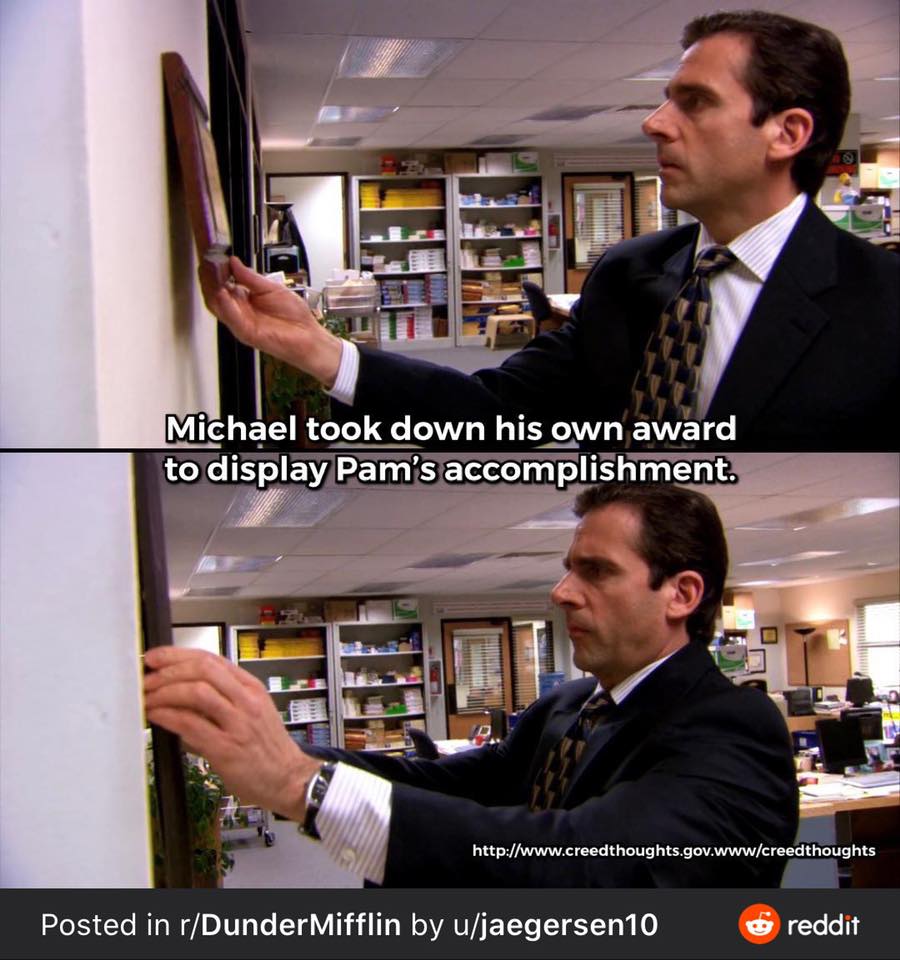 Michael took down his own award
to display Pam's accomplishment.
http://www.creedthoughts.gov.www/creedthoughts
Posted in r/DunderMifflin by u/jaegersen10
reddit